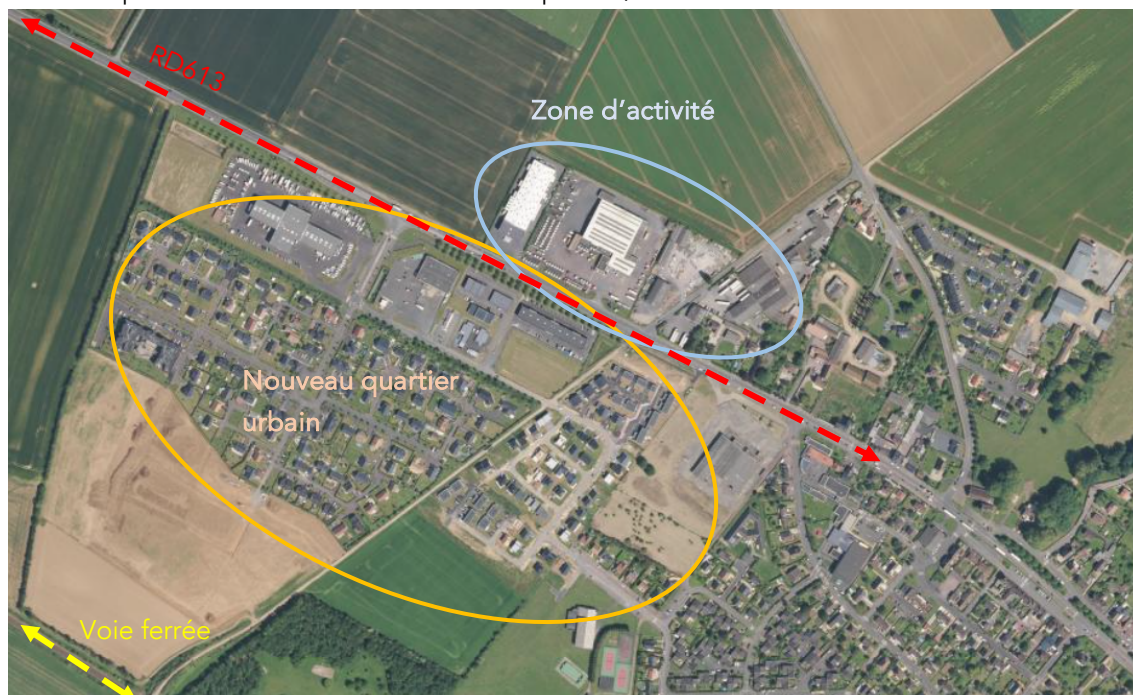 RD613
Zone d'activité
Nouveau quartier
urbain
Voie ferrée